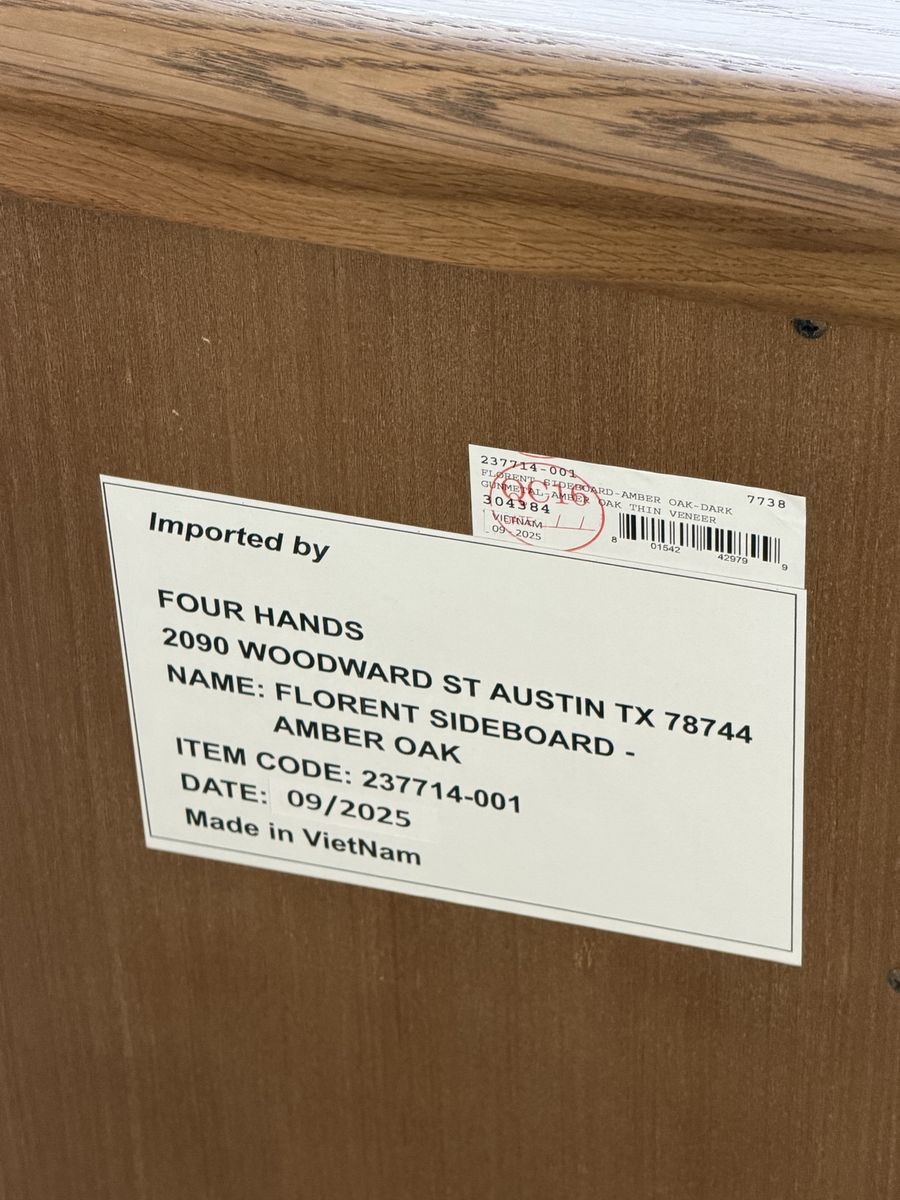 237714-001
7738
FLORENT SIDEBOARD-AMBER OAK-DARK
GUNMETAL-AMBER OAK THIN VENEER
QC16
304384
VIETNAM
09 2025
8 01542 42979 9
Imported by
FOUR HANDS
2090 WOODWARD ST AUSTIN TX 78744
NAME: FLORENT SIDEBOARD -
AMBER OAK
ITEM CODE: 237714-001
DATE: 09/2025
Made in VietNam